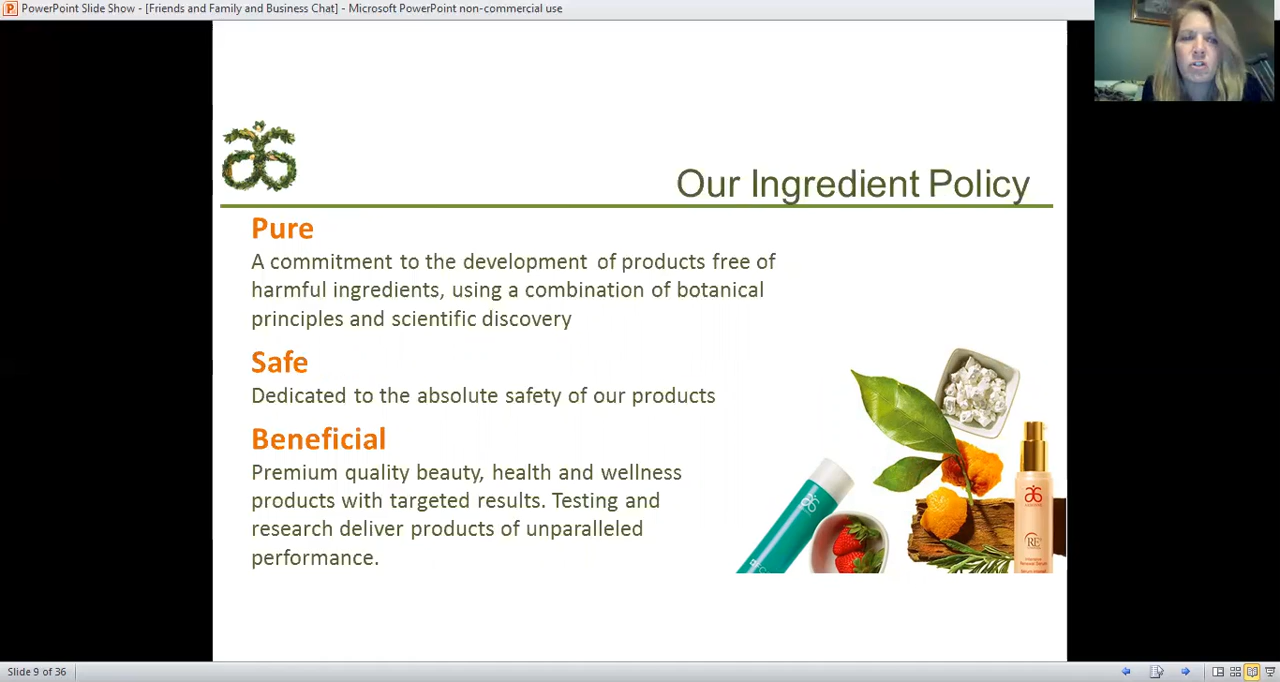 PowerPoint Slide Show - [Friends and Family and Business Chat] - Microsoft PowerPoint non-commercial use
Our Ingredient Policy
Pure
A commitment to the development of products free of
harmful ingredients, using a combination of botanical
principles and scientific discovery
Safe
Dedicated to the absolute safety of our products
Beneficial
Premium quality beauty, health and wellness
products with targeted results. Testing and
research deliver products of unparalleled
performance.
RE
Slide 9 of 36